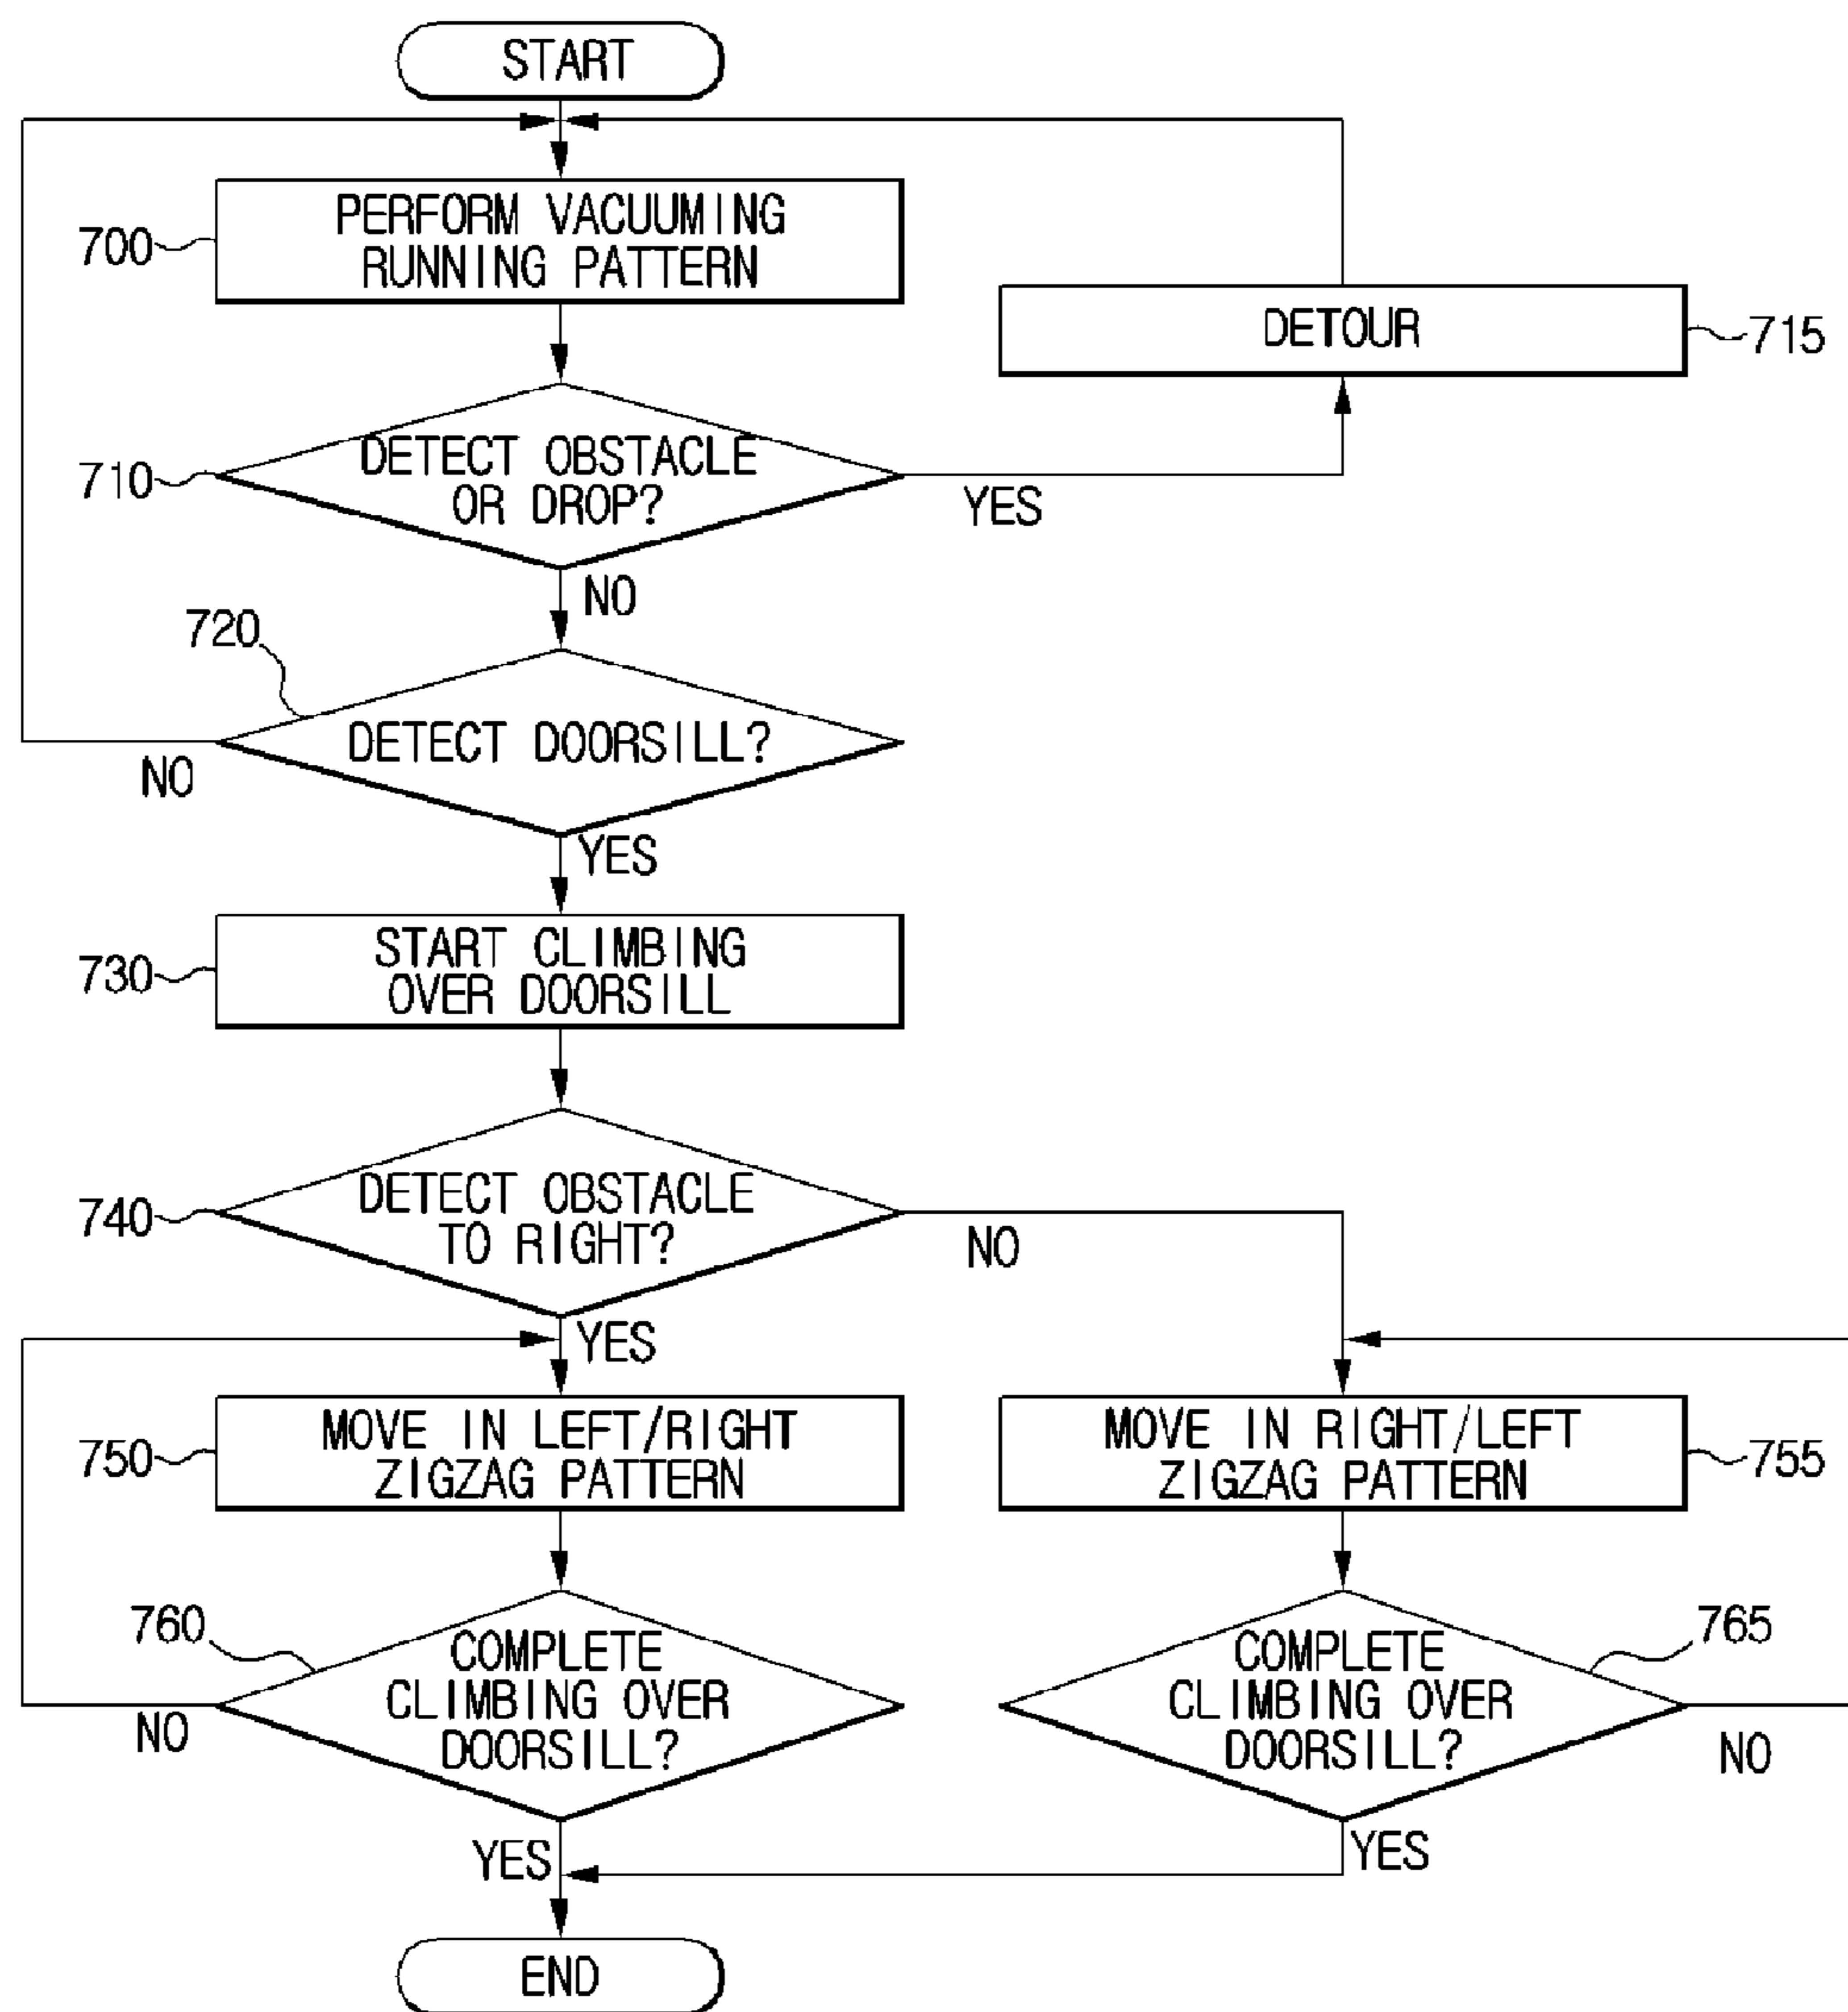 START
PERFORM VACUUMING
RUNNING PATTERN
700
DETOUR
715
DETECT OBSTACLE
OR DROP?
710
YES
NO
720
DETECT DOORSILL?
NO
YES
START CLIMBING
OVER DOORSILL
730
DETECT OBSTACLE
TO RIGHT?
740
NO
YES
MOVE IN LEFT/RIGHT
ZIGZAG PATTERN
750
MOVE IN RIGHT/LEFT
ZIGZAG PATTERN
755
760
COMPLETE
CLIMBING OVER
DOORSILL?
NO
765
COMPLETE
CLIMBING OVER
DOORSILL?
NO
YES
YES
END